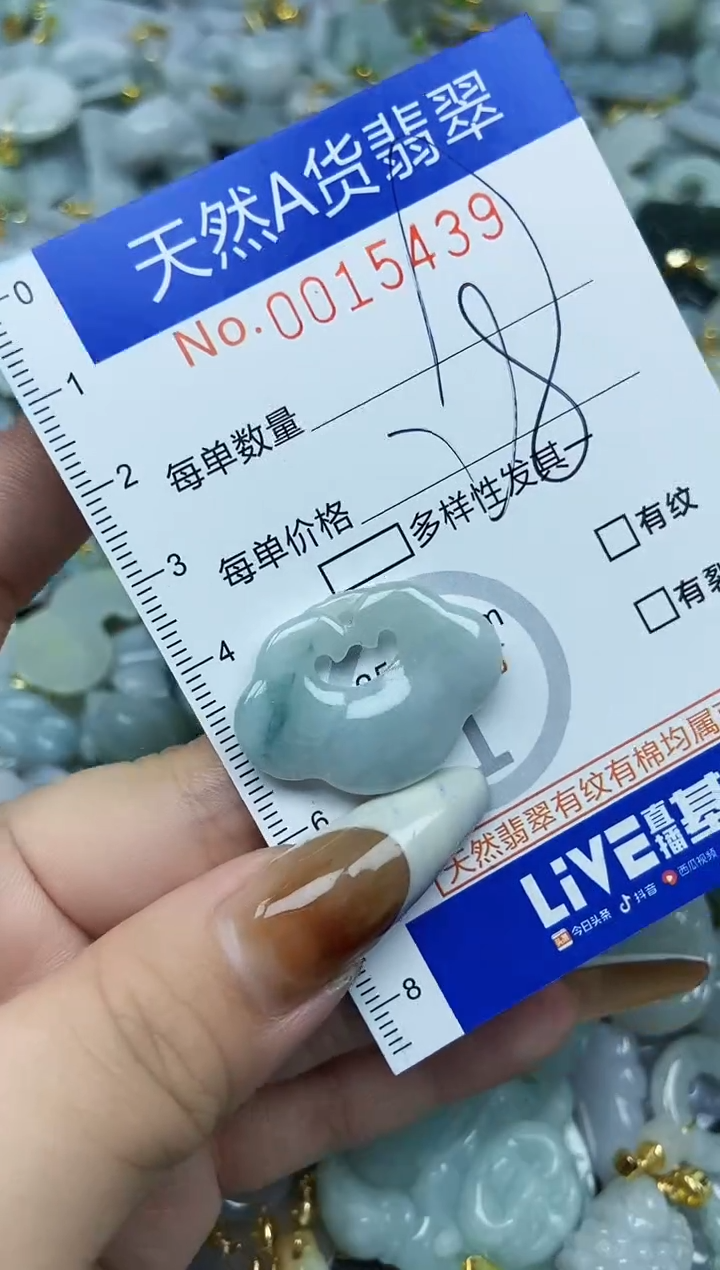 天然A货翡翠
No.0015439
每单数量
每单价格
多样性发其一
有纹
有裂
0
1
2
3
4
6
8
天然翡翠有纹有棉均属
LiVE直播基
今日头条 抖音 西瓜视频